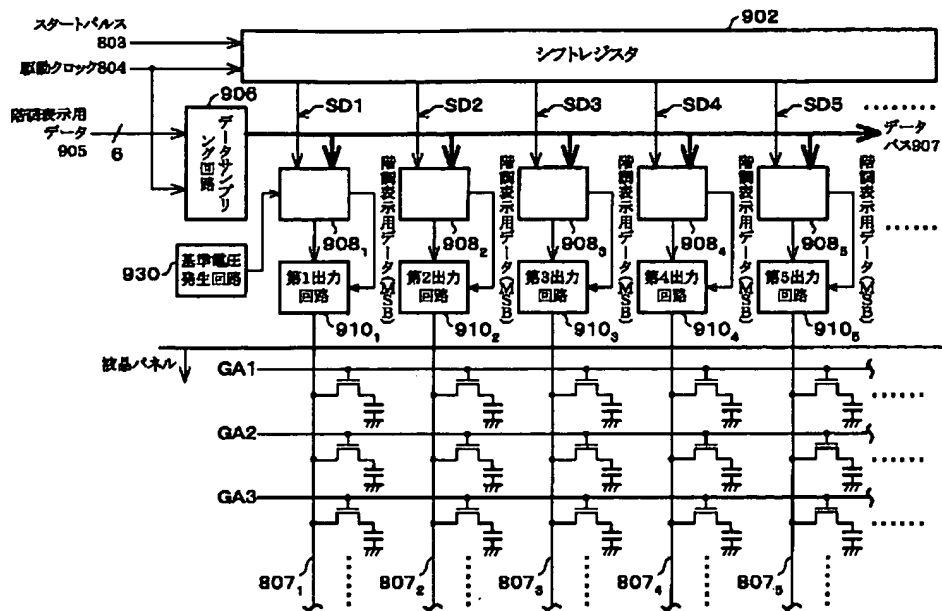 902
スタートパルス
803
シフトレジスタ
駆動クロック804
906
SD1
SD2
SD3
SD4
SD5
階調表示用
データ
905
6
データサンプリ
ング回路
データ
バス907
階調表示用データ(MSB)
階調表示用データ(MSB)
階調表示用データ(MSB)
階調表示用データ(MSB)
階調表示用データ(MSB)
908₁
908₂
908₃
908₄
908₅
930
基準電圧
発生回路
第1出力
回路
第2出力
回路
第3出力
回路
第4出力
回路
第5出力
回路
910₁
910₂
910₃
910₄
910₅
液晶パネル
GA1
GA2
GA3
807₁
807₂
807₃
807₄
807₅